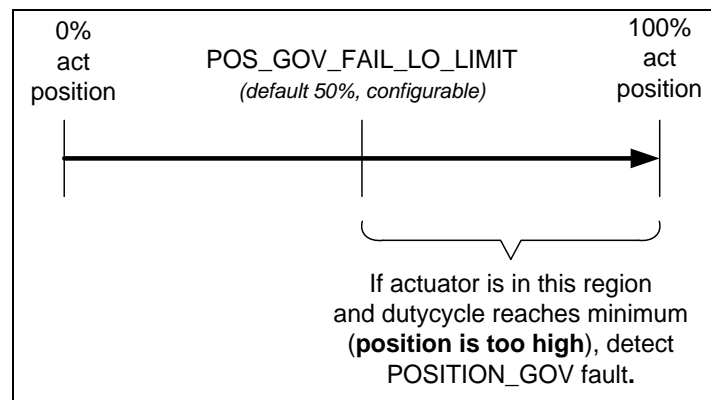 0%
act
position
POS_GOV_FAIL_LO_LIMIT
(default 50%, configurable)
100%
act
position
If actuator is in this region
and dutycycle reaches minimum
(position is too high), detect
POSITION_GOV fault.